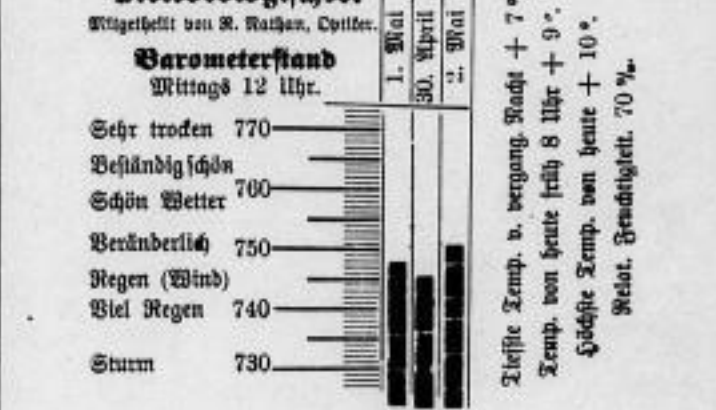 Mitgetheilt von R. Nathan, Optiker.
Barometerstand
Mittags 12 Uhr.
1. Mai
30. April
2. Mai
Sehr trocken 770
Beständig schön
760
Schön Wetter
Veränderlich 750
Regen (Wind)
Viel Regen 740
Sturm 730
Tiefste Temp. v. vergang. Nacht + 7°
Temp. von heute früh 8 Uhr + 9°.
Höchste Temp. von heute + 10°.
Relat. Feuchtigkeit. 70 %.